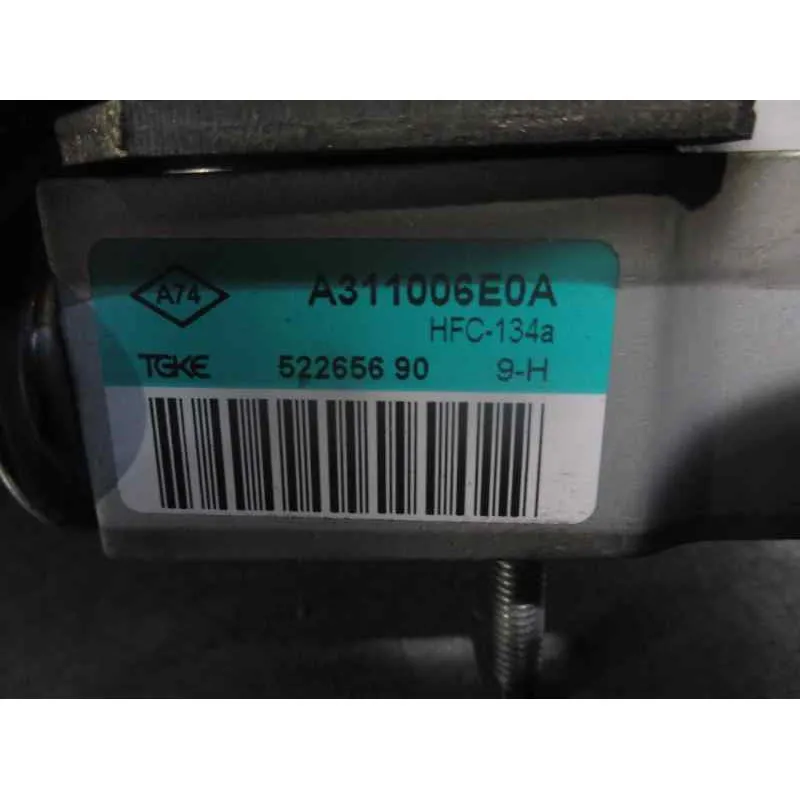 A74 A311006E0A
HFC-134a
TGKE 522656 90 9-H